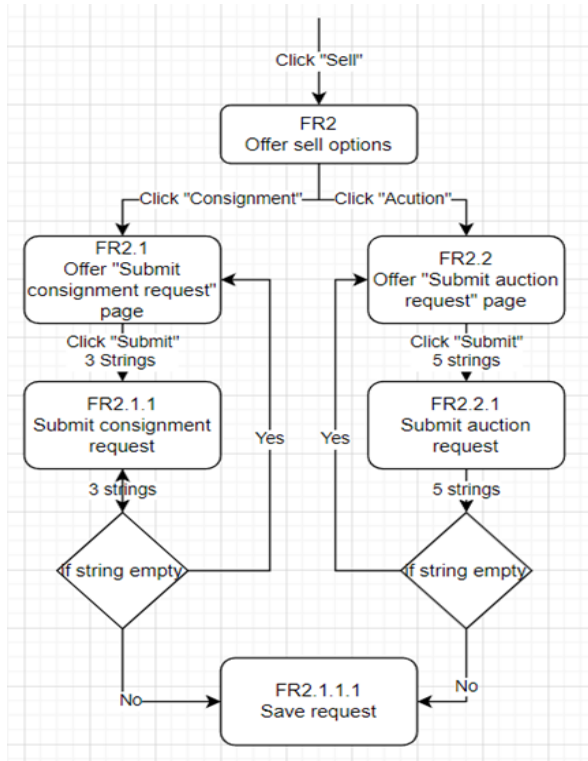 Click "Sell"
FR2
Offer sell options
Click "Consignment"
Click "Acution"
FR2.1
Offer "Submit
consignment request"
page
FR2.2
Offer "Submit auction
request" page
Click "Submit"
3 Strings
Click "Submit"
5 strings
FR2.1.1
Submit consignment
request
FR2.2.1
Submit auction
request
Yes
Yes
3 strings
5 strings
If string empty
If string empty
No
No
FR2.1.1.1
Save request